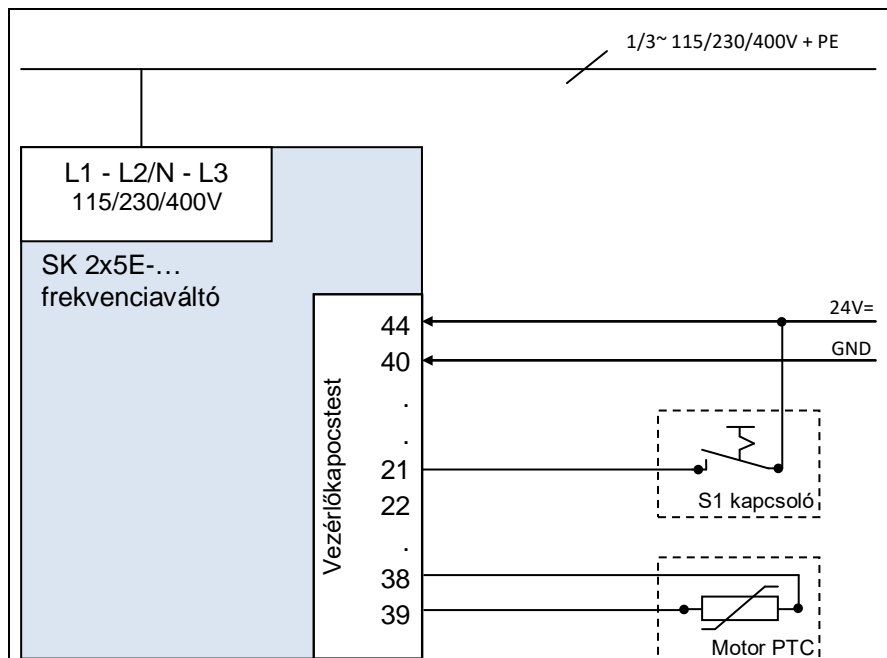 1/3~ 115/230/400V + PE
L1 - L2/N - L3
115/230/400V
SK 2x5E-…
frekvenciaváltó
Vezérlőkapocstest
44
40
.
.
21
22
.
38
39
24V=
GND
S1 kapcsoló
Motor PTC